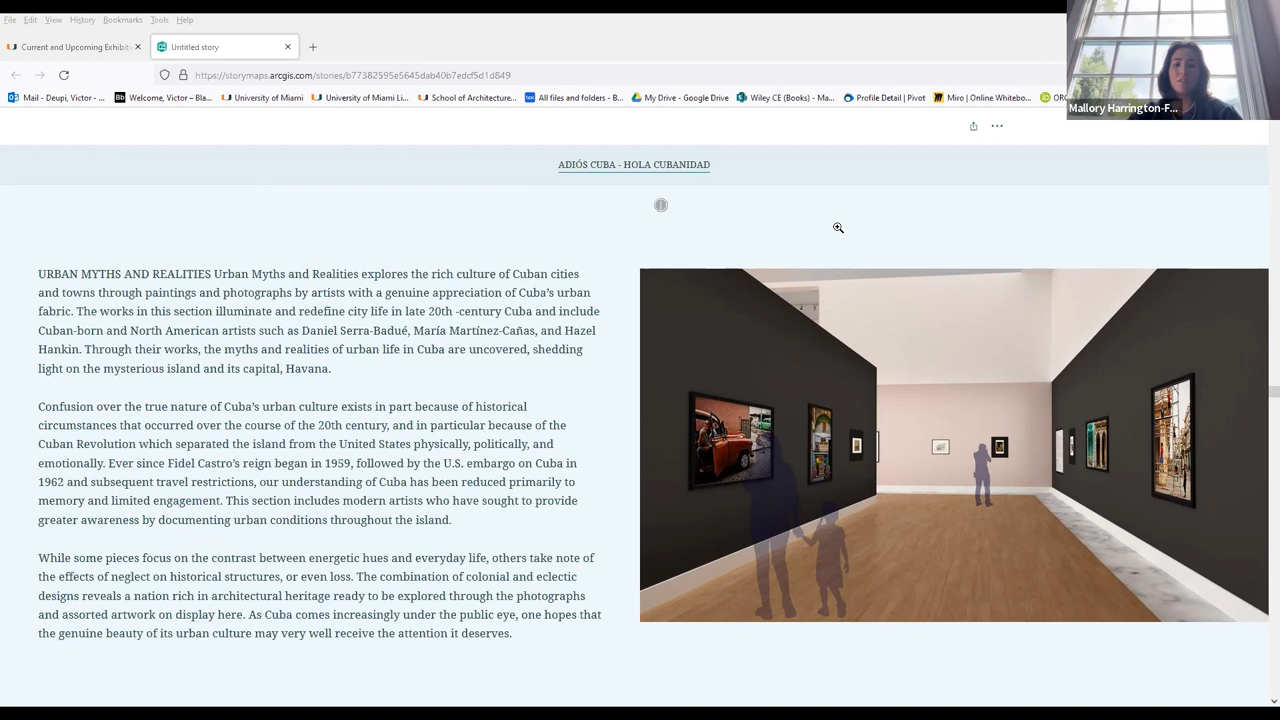 File Edit View History Bookmarks Tools Help
Current and Upcoming Exhibiti
Untitled story
https://storymaps.arcgis.com/stories/b77382595e5645dab40b7edcf5d1d849
Mail - Deupi, Victor - ... Welcome, Victor – Bla... University of Miami University of Miami Li... School of Architecture... All files and folders - B... My Drive - Google Drive Wiley CE (Books) - Ma... Profile Detail | Pivot Miro | Online Whitebo... ORC
Mallory Harrington-F...
ADIÓS CUBA - HOLA CUBANIDAD
URBAN MYTHS AND REALITIES Urban Myths and Realities explores the rich culture of Cuban cities
and towns through paintings and photographs by artists with a genuine appreciation of Cuba's urban
fabric. The works in this section illuminate and redefine city life in late 20th -century Cuba and include
Cuban-born and North American artists such as Daniel Serra-Badué, María Martínez-Cañas, and Hazel
Hankin. Through their works, the myths and realities of urban life in Cuba are uncovered, shedding
light on the mysterious island and its capital, Havana.
Confusion over the true nature of Cuba's urban culture exists in part because of historical
circumstances that occurred over the course of the 20th century, and in particular because of the
Cuban Revolution which separated the island from the United States physically, politically, and
emotionally. Ever since Fidel Castro's reign began in 1959, followed by the U.S. embargo on Cuba in
1962 and subsequent travel restrictions, our understanding of Cuba has been reduced primarily to
memory and limited engagement. This section includes modern artists who have sought to provide
greater awareness by documenting urban conditions throughout the island.
While some pieces focus on the contrast between energetic hues and everyday life, others take note of
the effects of neglect on historical structures, or even loss. The combination of colonial and eclectic
designs reveals a nation rich in architectural heritage ready to be explored through the photographs
and assorted artwork on display here. As Cuba comes increasingly under the public eye, one hopes that
the genuine beauty of its urban culture may very well receive the attention it deserves.